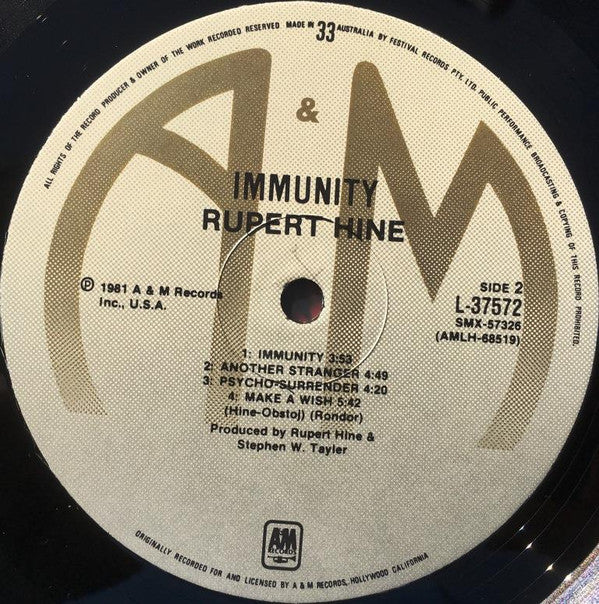 ALL RIGHTS OF THE RECORD PRODUCER & OWNER OF THE WORK RECORDED RESERVED MADE IN 33 AUSTRALIA BY FESTIVAL RECORDS PTY. LTD. PUBLIC PERFORMANCE BROADCASTING & COPYING OF THIS RECORD PROHIBITED.
A & M
IMMUNITY
RUPERT HINE
℗ 1981 A & M Records
Inc., U.S.A.
SIDE 2
L-37572
SMX-57326
(AMLH-68519)
1: IMMUNITY 3:53
2: ANOTHER STRANGER 4:49
3: PSYCHO-SURRENDER 4:20
4: MAKE A WISH 5:42
(Hine-Obstoj) (Rondor)
Produced by Rupert Hine &
Stephen W. Tayler
A&M
RECORDS
ORIGINALLY RECORDED FOR AND LICENSED BY A & M RECORDS, HOLLYWOOD CALIFORNIA